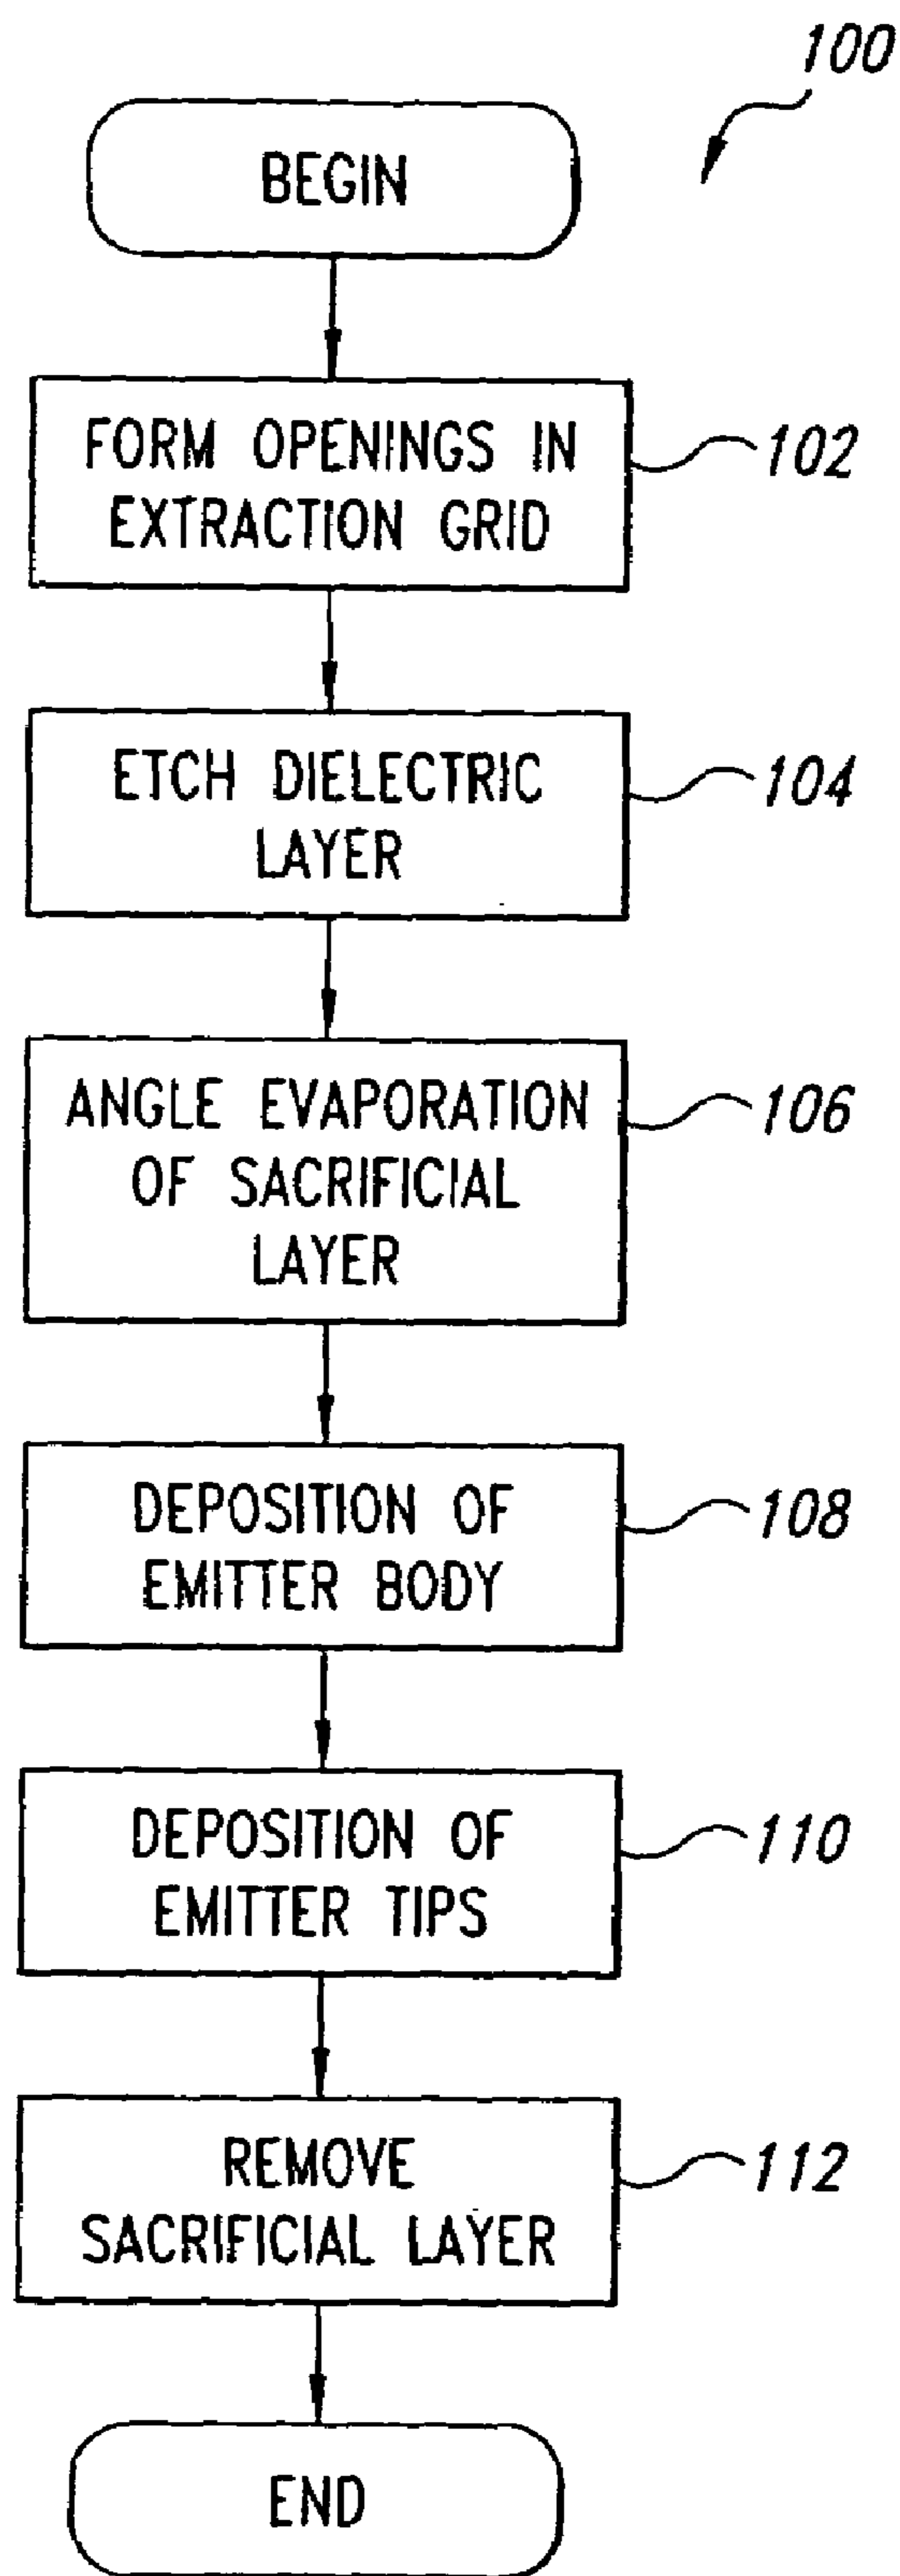 100
BEGIN
FORM OPENINGS IN
EXTRACTION GRID
102
ETCH DIELECTRIC
LAYER
104
ANGLE EVAPORATION
OF SACRIFICIAL
LAYER
106
DEPOSITION OF
EMITTER BODY
108
DEPOSITION OF
EMITTER TIPS
110
REMOVE
SACRIFICIAL LAYER
112
END